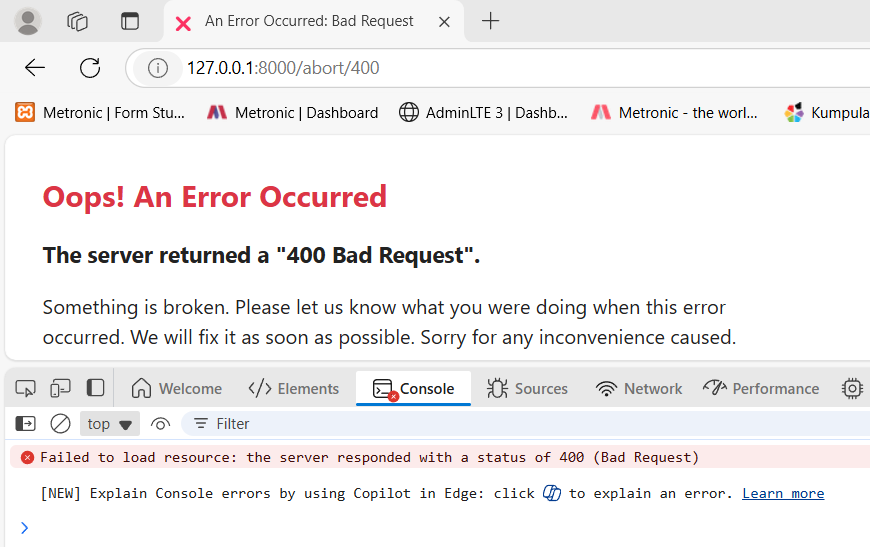 An Error Occurred: Bad Request
127.0.0.1:8000/abort/400
Metronic | Form Stu... Metronic | Dashboard AdminLTE 3 | Dashb... Metronic - the worl... Kumpula
Oops! An Error Occurred
The server returned a "400 Bad Request".
Something is broken. Please let us know what you were doing when this error
occurred. We will fix it as soon as possible. Sorry for any inconvenience caused.
Welcome Elements Console Sources Network Performance
top Filter
Failed to load resource: the server responded with a status of 400 (Bad Request)
[NEW] Explain Console errors by using Copilot in Edge: click to explain an error. Learn more